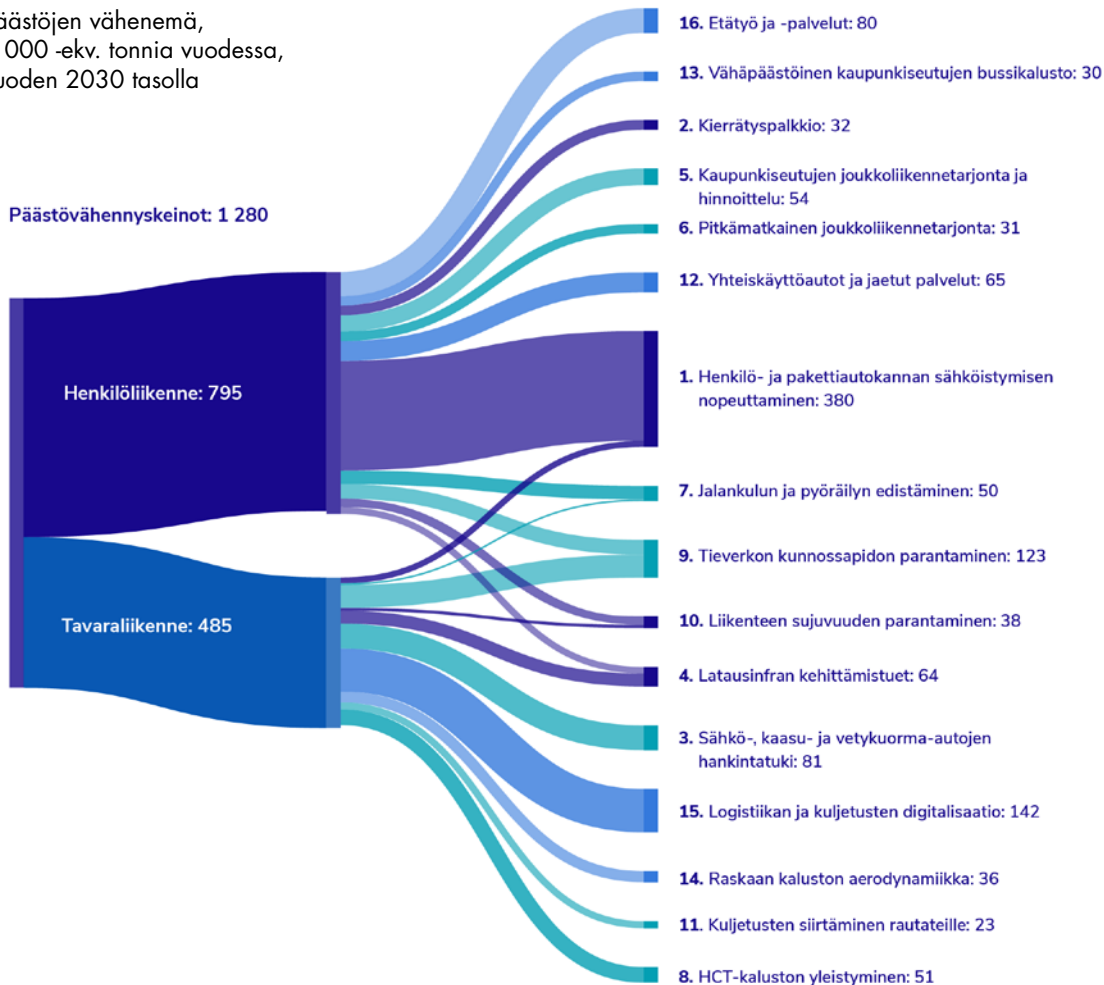 äästöjen vähenemä,
000 -ekv. tonnia vuodessa,
uoden 2030 tasolla
Päästövähennyskeinot: 1 280
Henkilöliikenne: 795
Tavaraliikenne: 485
16. Etätyö ja -palvelut: 80
13. Vähäpäästöinen kaupunkiseutujen bussikalusto: 30
2. Kierrätyspalkkio: 32
5. Kaupunkiseutujen joukkoliikennetarjonta ja
hinnoittelu: 54
6. Pitkämatkainen joukkoliikennetarjonta: 31
12. Yhteiskäyttöautot ja jaetut palvelut: 65
1. Henkilö- ja pakettiautokannan sähköistymisen
nopeuttaminen: 380
7. Jalankulun ja pyöräilyn edistäminen: 50
9. Tieverkon kunnossapidon parantaminen: 123
10. Liikenteen sujuvuuden parantaminen: 38
4. Latausinfran kehittämistuet: 64
3. Sähkö-, kaasu- ja vetykuorma-autojen
hankintatuki: 81
15. Logistiikan ja kuljetusten digitalisaatio: 142
14. Raskaan kaluston aerodynamiikka: 36
11. Kuljetusten siirtäminen rautateille: 23
8. HCT-kaluston yleistyminen: 51